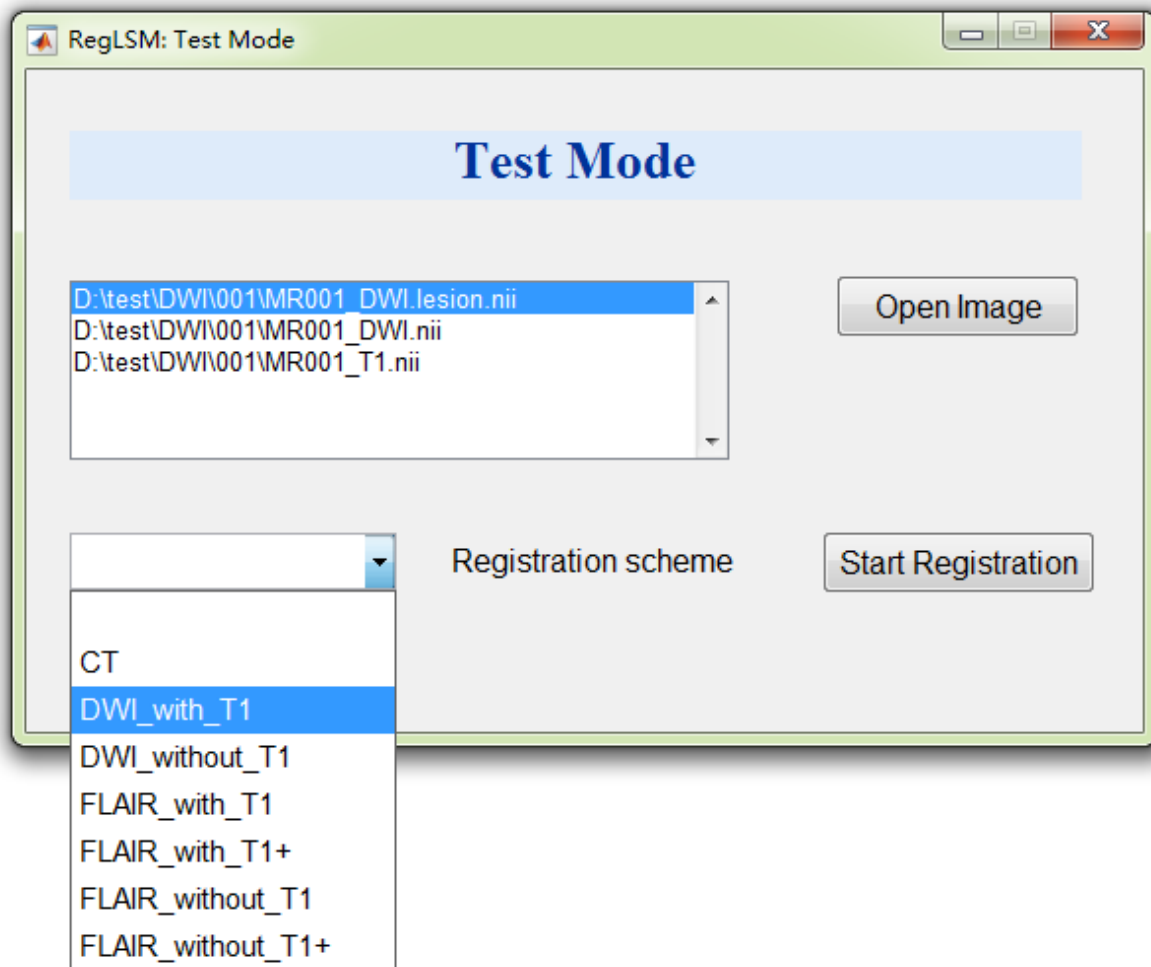 RegLSM: Test Mode
Test Mode
D:\test\DWI\001\MR001_DWI.lesion.nii
D:\test\DWI\001\MR001_DWI.nii
D:\test\DWI\001\MR001_T1.nii
Open Image
Registration scheme
Start Registration
CT
DWI_with_T1
DWI_without_T1
FLAIR_with_T1
FLAIR_with_T1+
FLAIR_without_T1
FLAIR_without_T1+